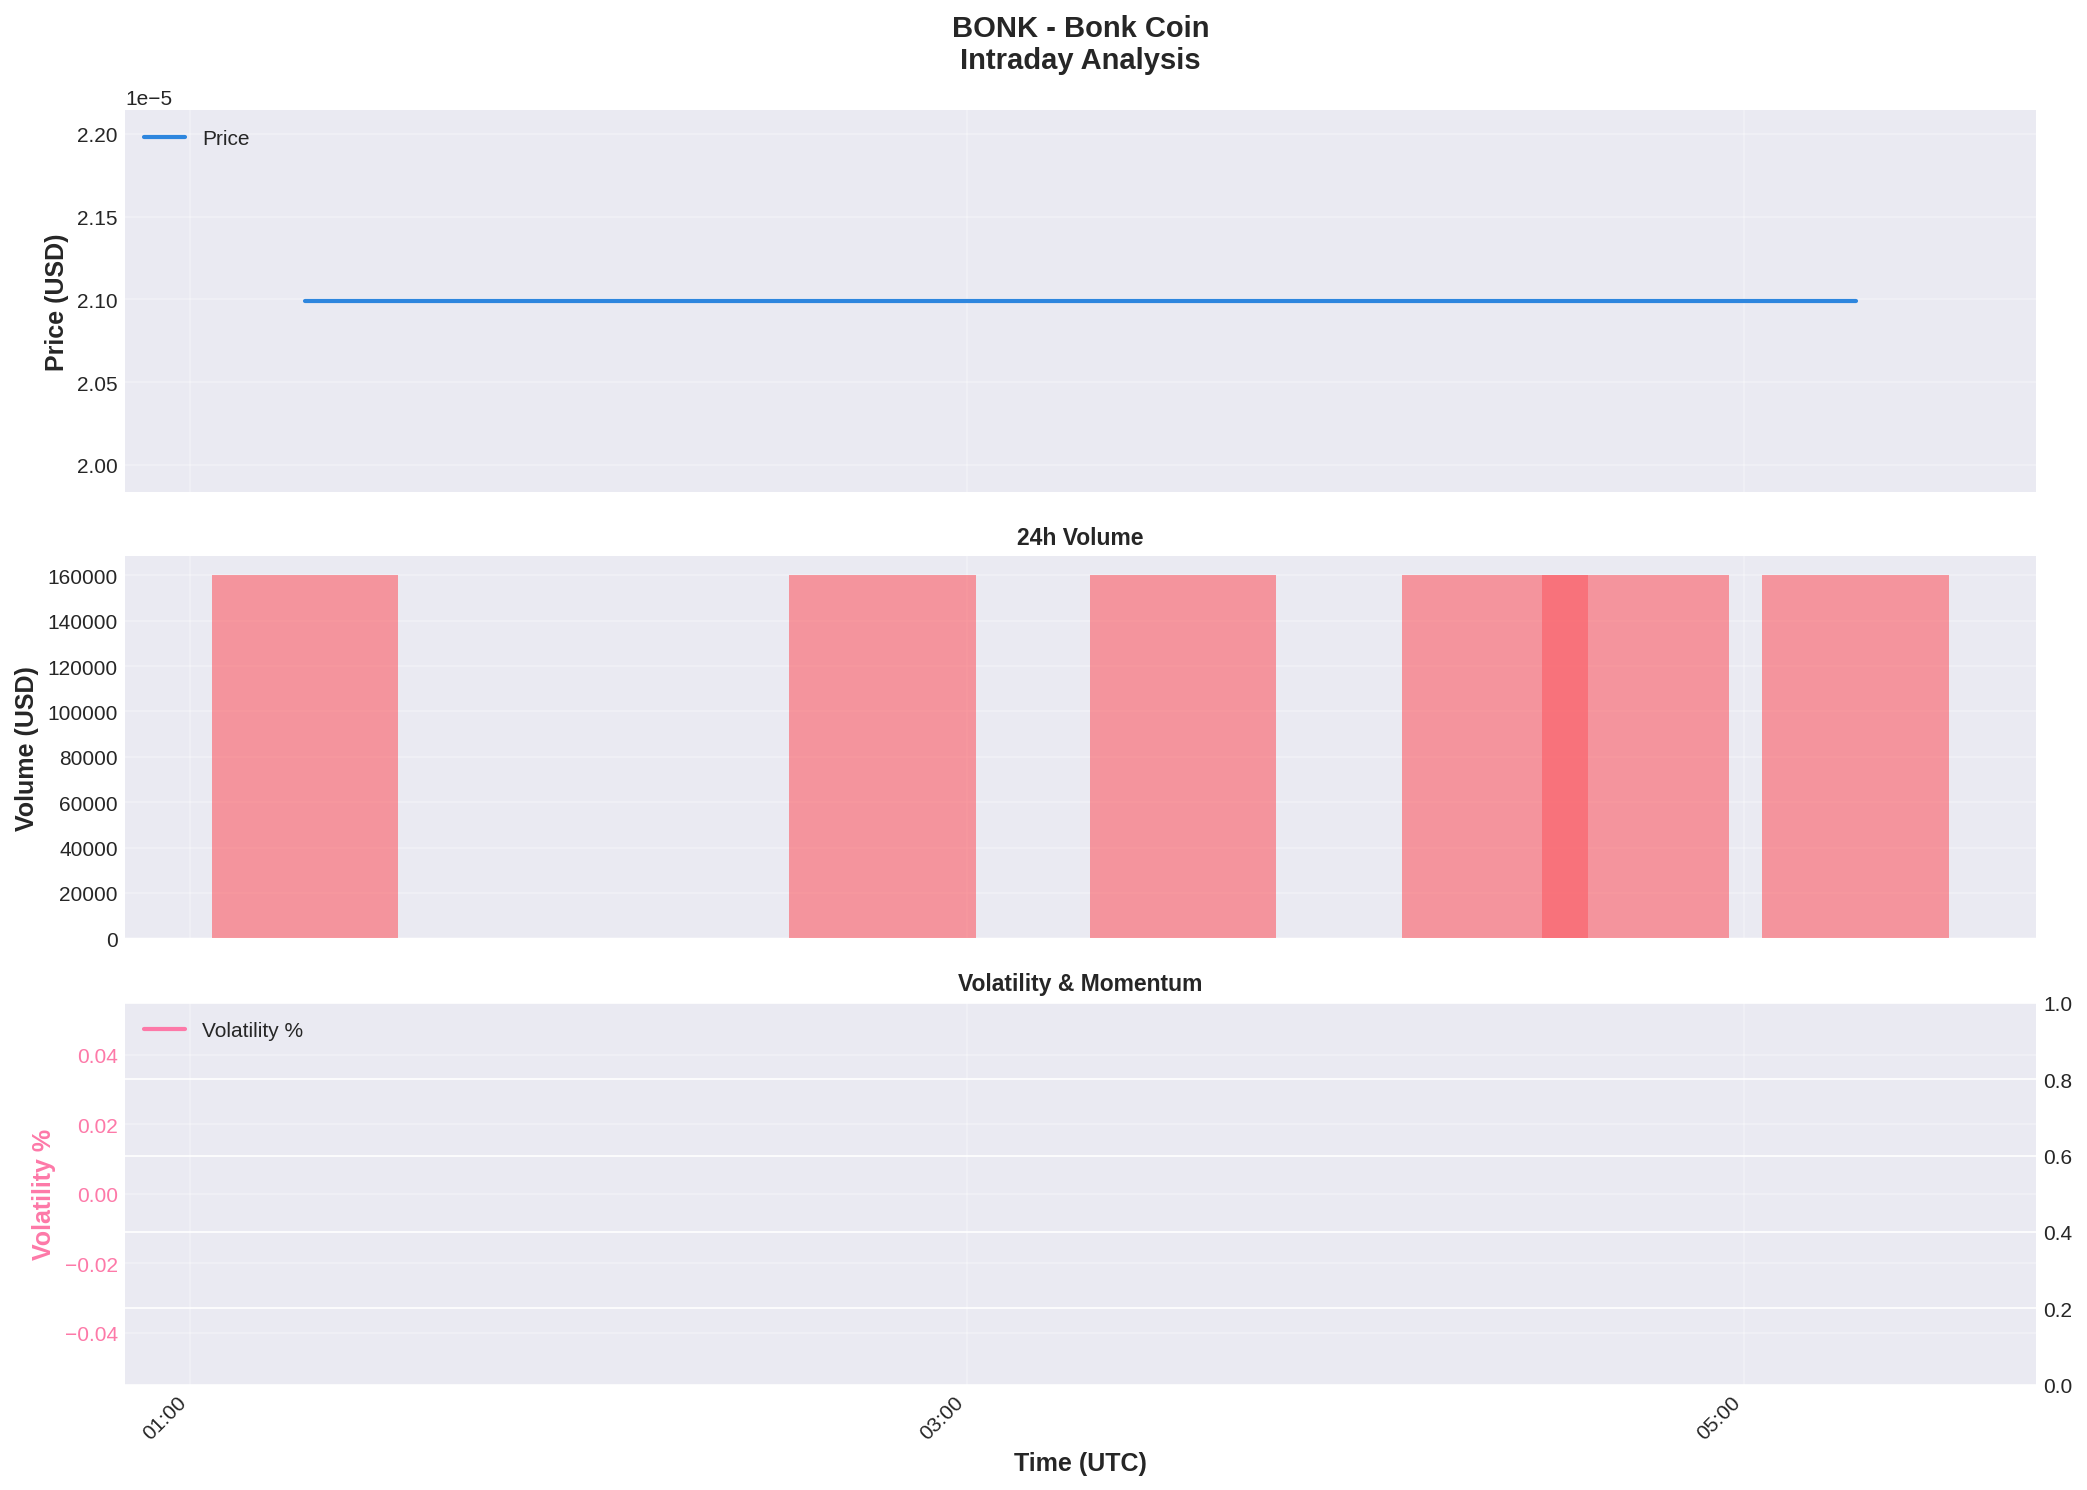 BONK - Bonk Coin
Intraday Analysis
1e−5
2.20
Price
2.15
2.10
2.05
2.00
Price (USD)
24h Volume
160000
140000
120000
100000
80000
60000
40000
20000
0
Volume (USD)
Volatility & Momentum
Volatility %
0.04
0.02
0.00
−0.02
−0.04
Volatility %
1.0
0.8
0.6
0.4
0.2
0.0
01:00
03:00
05:00
Time (UTC)